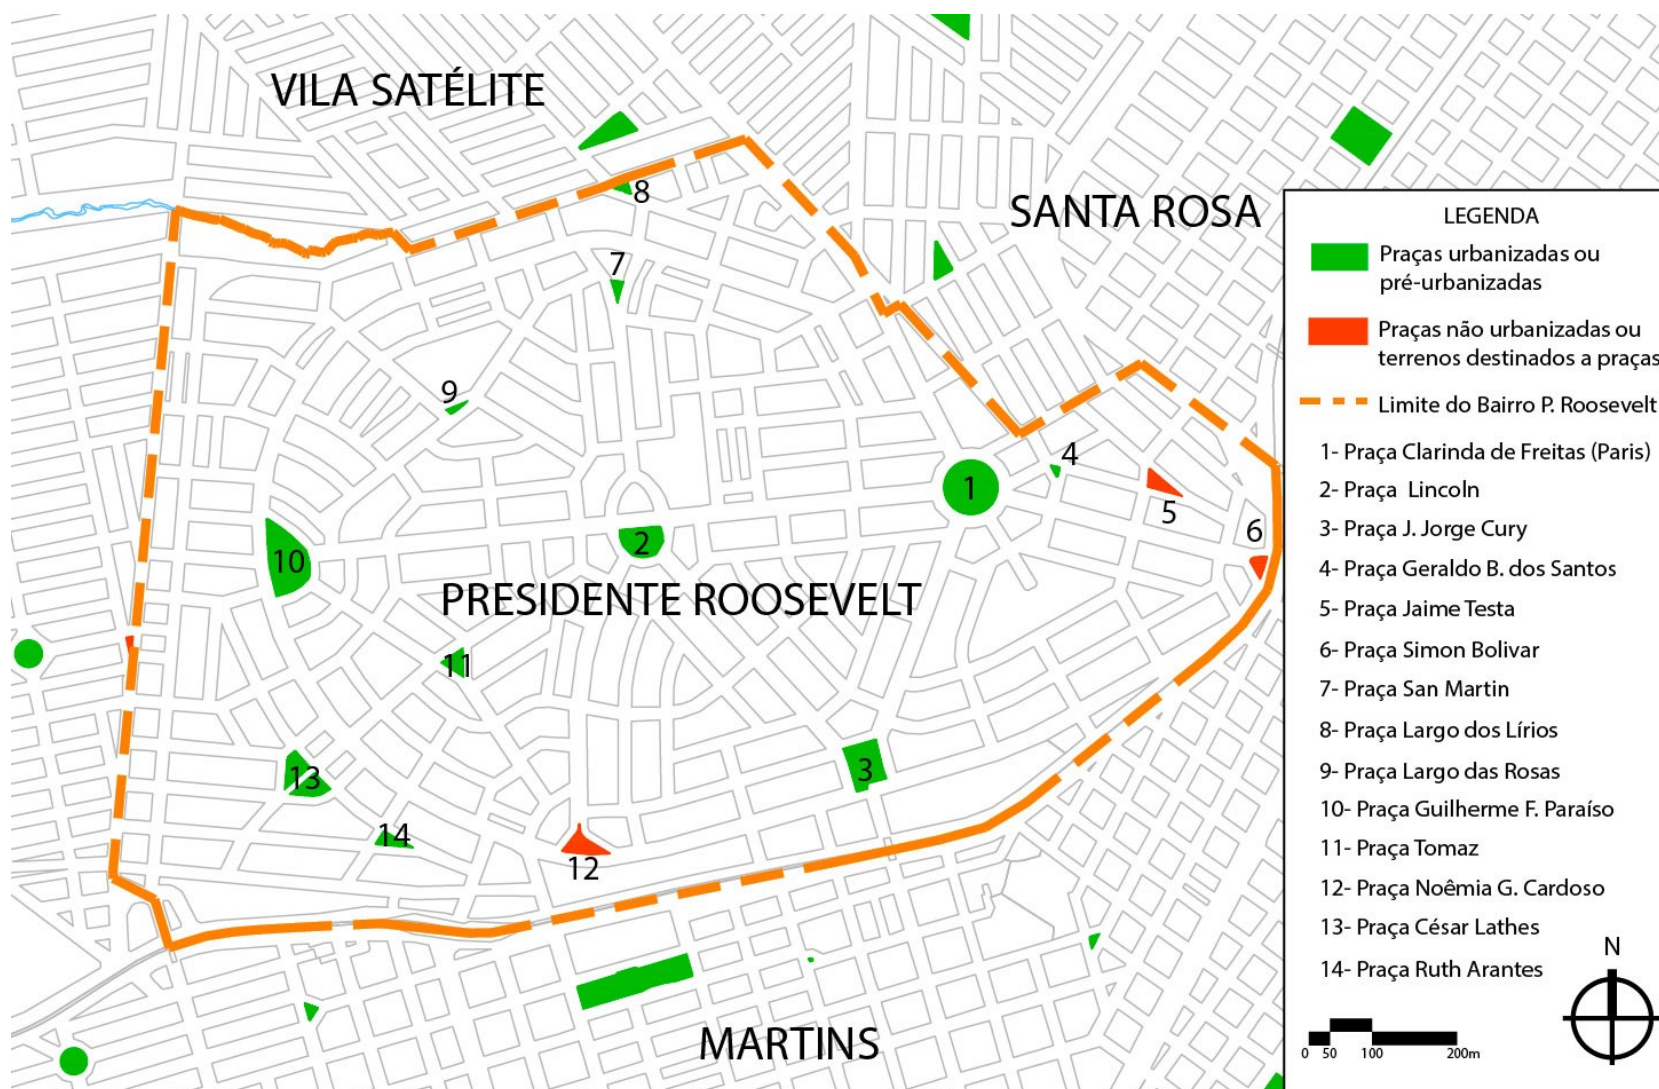 VILA SATÉLITE
SANTA ROSA
8
7
9
4
1
5
6
2
10
PRESIDENTE ROOSEVELT
11
3
13
14
12
MARTINS
LEGENDA
Praças urbanizadas ou
pré-urbanizadas
Praças não urbanizadas ou
terrenos destinados a praças
Limite do Bairro P. Roosevelt
1- Praça Clarinda de Freitas (Paris)
2- Praça Lincoln
3- Praça J. Jorge Cury
4- Praça Geraldo B. dos Santos
5- Praça Jaime Testa
6- Praça Simon Bolivar
7- Praça San Martin
8- Praça Largo dos Lírios
9- Praça Largo das Rosas
10- Praça Guilherme F. Paraíso
11- Praça Tomaz
12- Praça Noêmia G. Cardoso
13- Praça César Lathes
14- Praça Ruth Arantes
N
0 50 100 200m